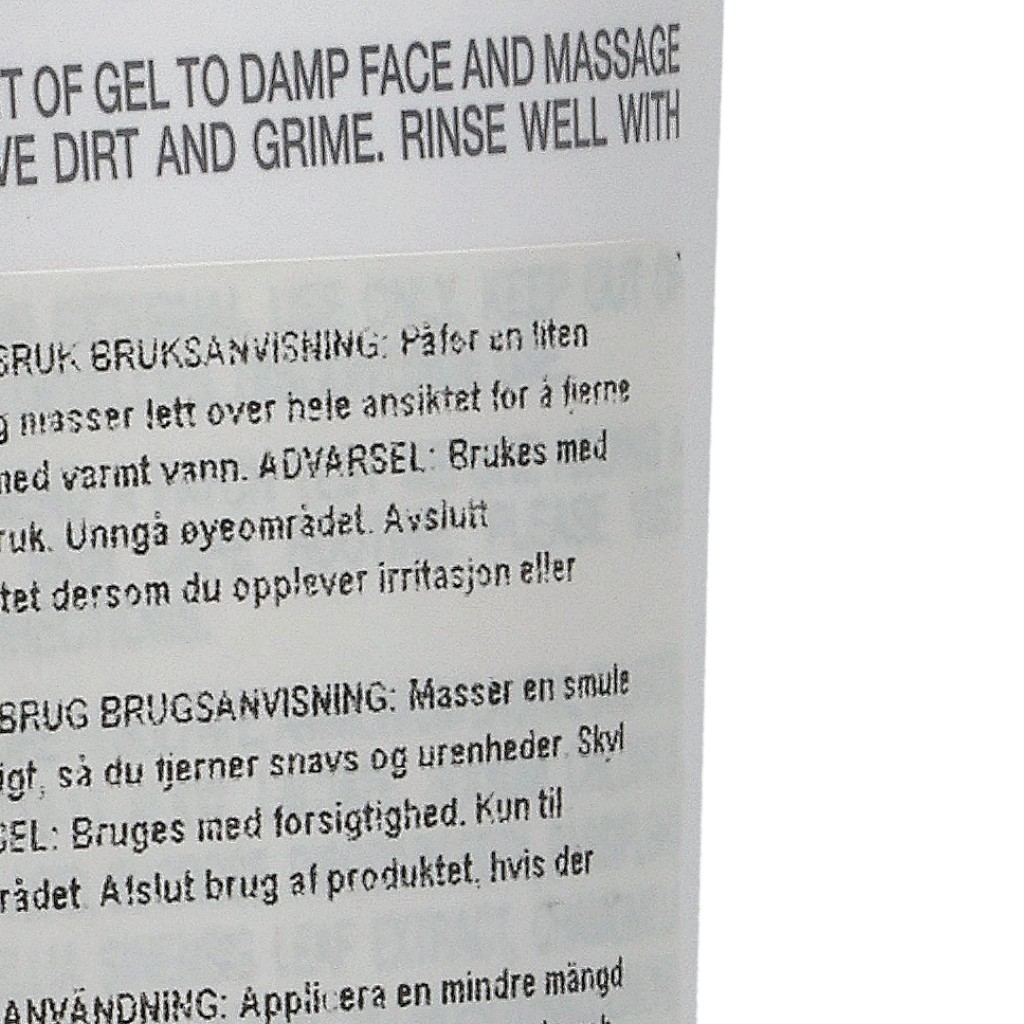 T OF GEL TO DAMP FACE AND MASSAGE
VE DIRT AND GRIME. RINSE WELL WITH
BRUK BRUKSANVISNING: Påfør en liten
g masser lett over hele ansiktet for å fjerne
med varmt vann. ADVARSEL: Brukes med
ruk. Unngå øyeområdet. Avslutt
tet dersom du opplever irritasjon eller
BRUG BRUGSANVISNING: Masser en smule
igt, så du fjerner snavs og urenheder. Skyl
SEL: Bruges med forsigtighed. Kun til
rådet. Afslut brug af produktet, hvis der
ANVÄNDNING: Applicera en mindre mängd